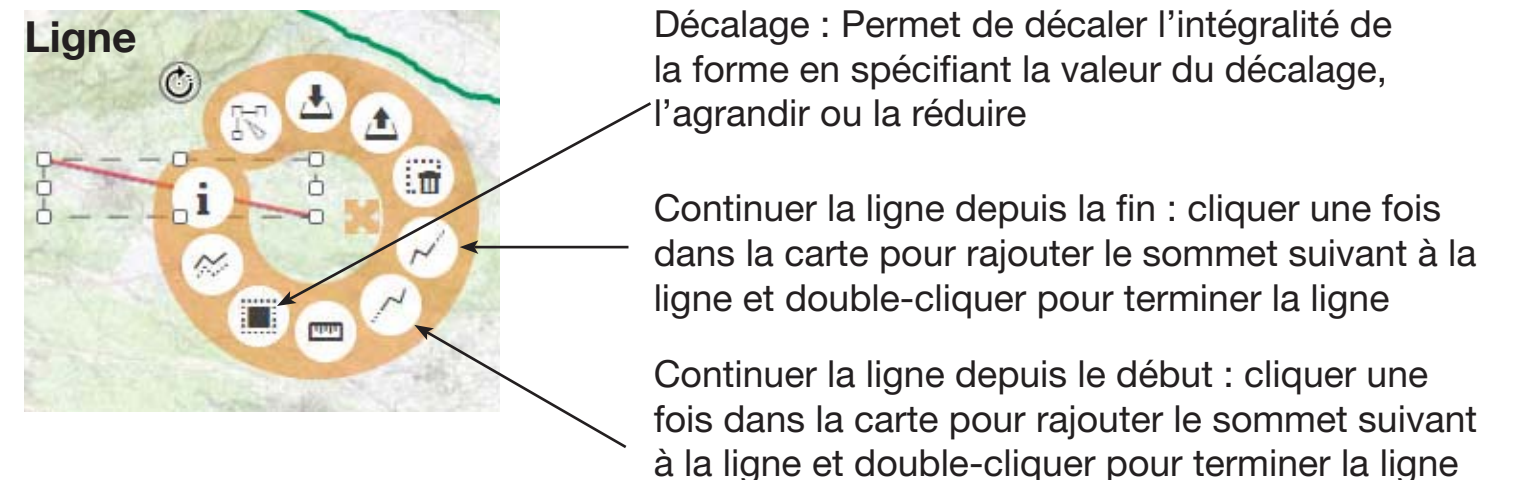 Ligne
Décalage : Permet de décaler l’intégralité de
la forme en spécifiant la valeur du décalage,
l’agrandir ou la réduire
Continuer la ligne depuis la fin : cliquer une fois
dans la carte pour rajouter le sommet suivant à la
ligne et double-cliquer pour terminer la ligne
Continuer la ligne depuis le début : cliquer une
fois dans la carte pour rajouter le sommet suivant
à la ligne et double-cliquer pour terminer la ligne